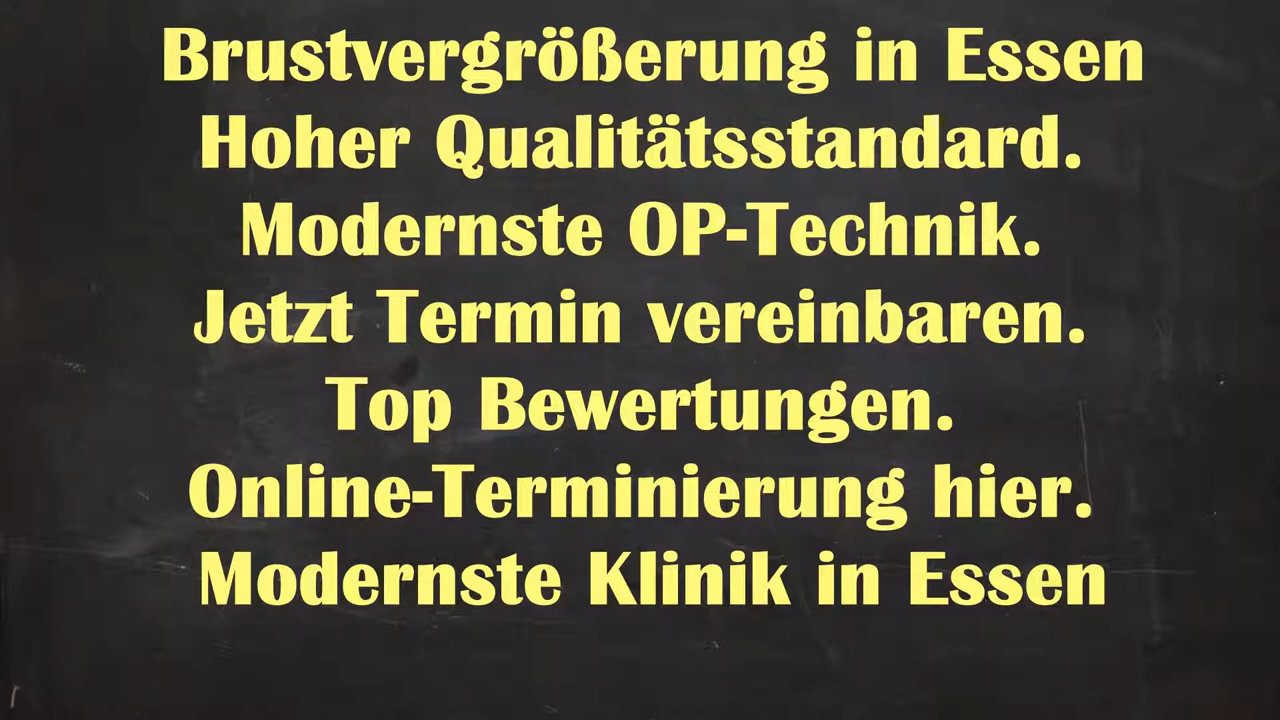 Brustvergrößerung in Essen
Hoher Qualitätsstandard.
Modernste OP-Technik.
Jetzt Termin vereinbaren.
Top Bewertungen.
Online-Terminierung hier.
Modernste Klinik in Essen